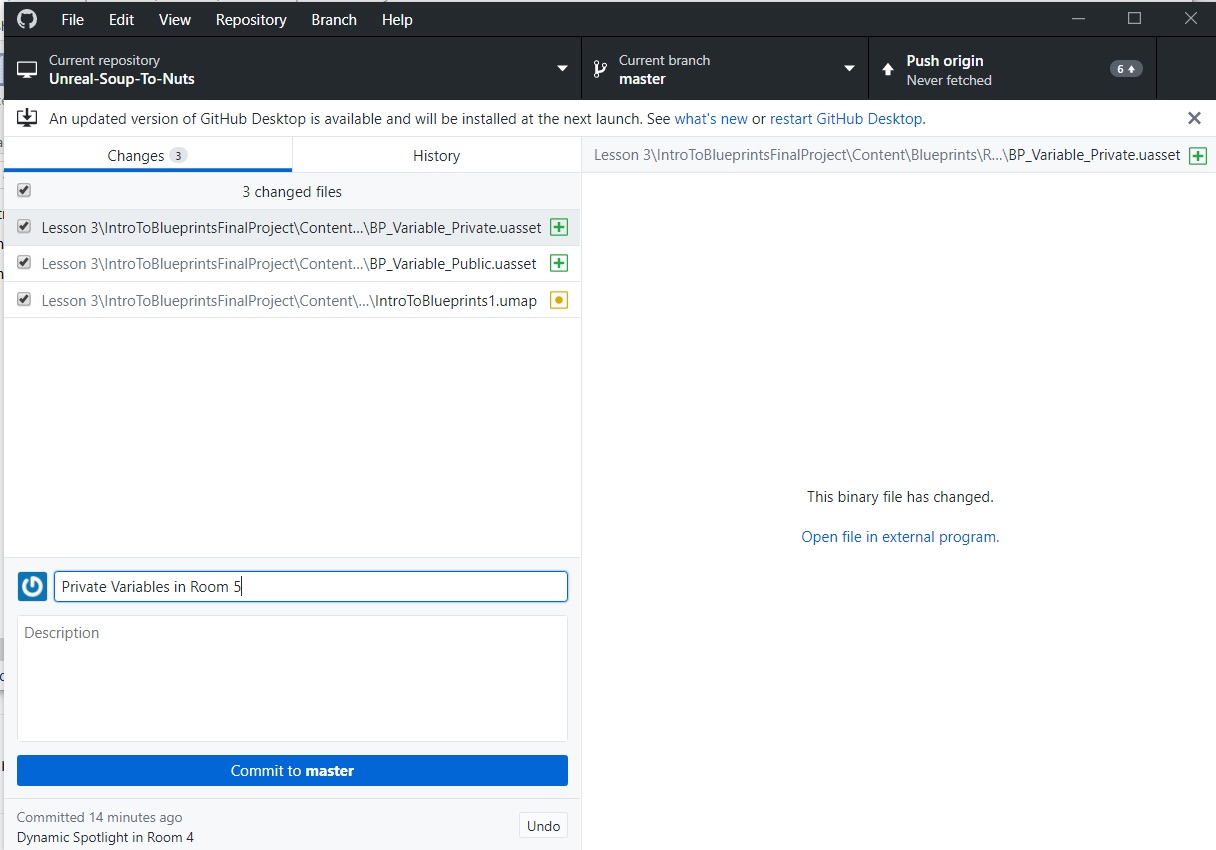 File Edit View Repository Branch Help
Current repository
Unreal-Soup-To-Nuts
Current branch
master
Push origin
Never fetched
6
An updated version of GitHub Desktop is available and will be installed at the next launch. See what's new or restart GitHub Desktop.
Changes 3
History
Lesson 3\IntroToBlueprintsFinalProject\Content\Blueprints\R...\BP_Variable_Private.uasset
3 changed files
Lesson 3\IntroToBlueprintsFinalProject\Content...\BP_Variable_Private.uasset
Lesson 3\IntroToBlueprintsFinalProject\Content...\BP_Variable_Public.uasset
Lesson 3\IntroToBlueprintsFinalProject\Content\...\IntroToBlueprints1.umap
This binary file has changed.
Open file in external program.
Private Variables in Room 5
Description
Commit to master
Committed 14 minutes ago
Dynamic Spotlight in Room 4
Undo